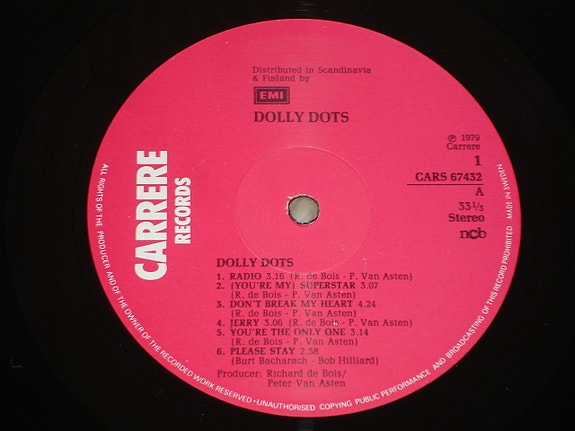 Distributed in Scandinavia
& Finland by
EMI
DOLLY DOTS
℗ 1979
Carrere
1
CARS 67432
A
33⅓
Stereo
ncb
CARRERE
RECORDS
DOLLY DOTS
1. RADIO 3.16 (R. de Bois - P. Van Asten)
2. (YOU'RE MY) SUPERSTAR 3.07
(R. de Bois - P. Van Asten)
3. DON'T BREAK MY HEART 4.24
(R. de Bois - P. Van Asten)
4. JERRY 3.06 (R. de Bois - P. Van Asten)
5. YOU'RE THE ONLY ONE 3.14
(R. de Bois - P. Van Asten)
6. PLEASE STAY 2.58
(Burt Bacharach - Bob Hilliard)
Producer: Richard de Bois/
Peter Van Asten
ALL RIGHTS OF THE PRODUCER AND OF THE OWNER OF THE RECORDED WORK RESERVED • UNAUTHORISED COPYING PUBLIC PERFORMANCE AND BROADCASTING OF THIS RECORD PROHIBITED MADE IN SWEDEN